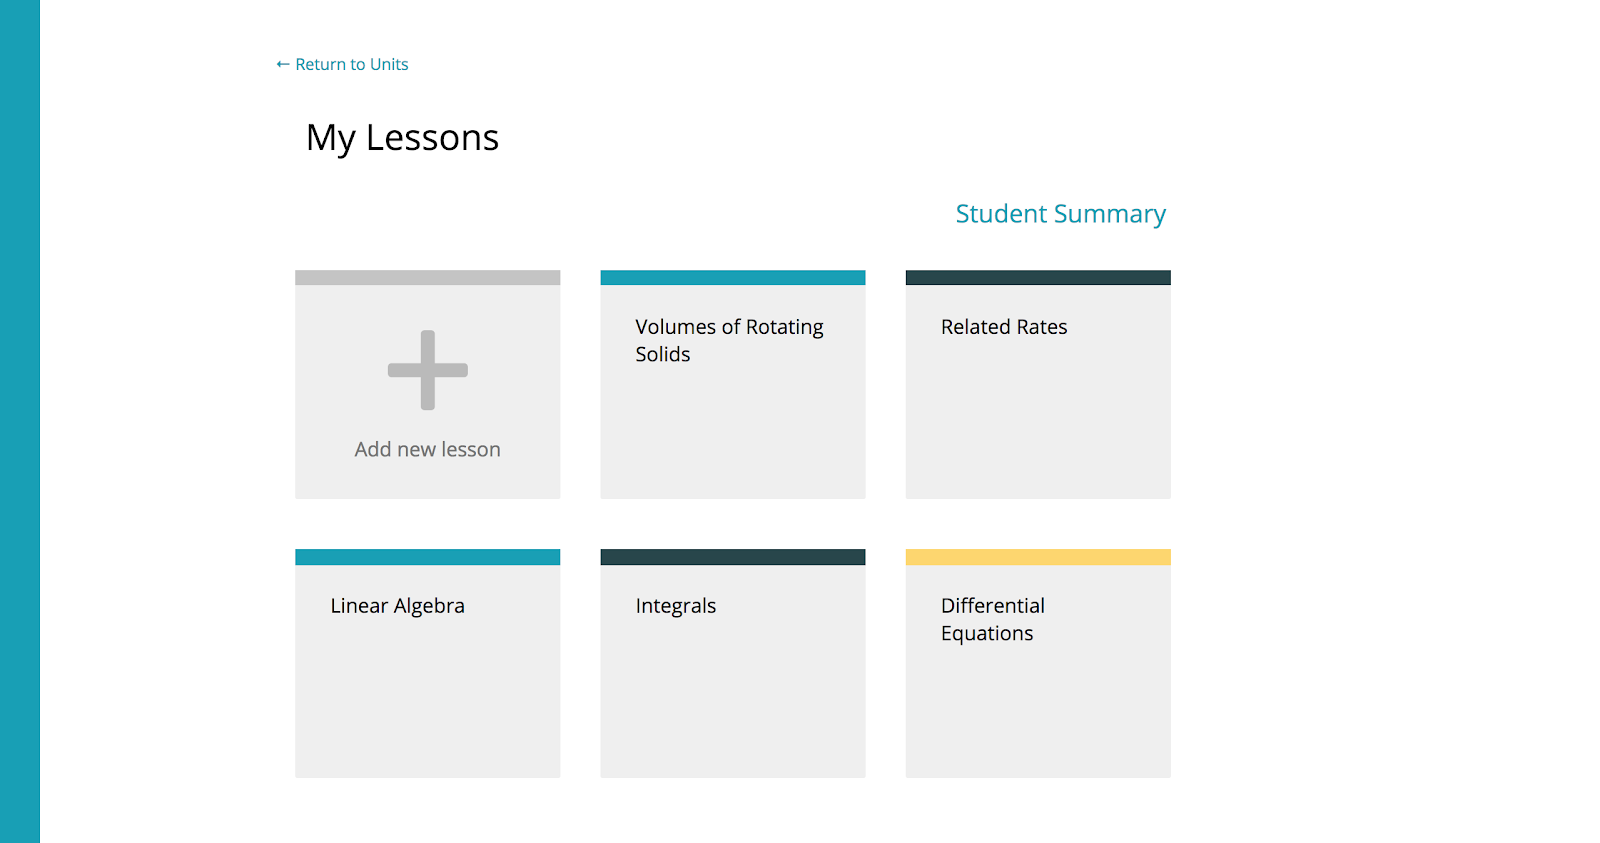 ← Return to Units
My Lessons
Student Summary
Add new lesson
Volumes of Rotating
Solids
Related Rates
Linear Algebra
Integrals
Differential
Equations